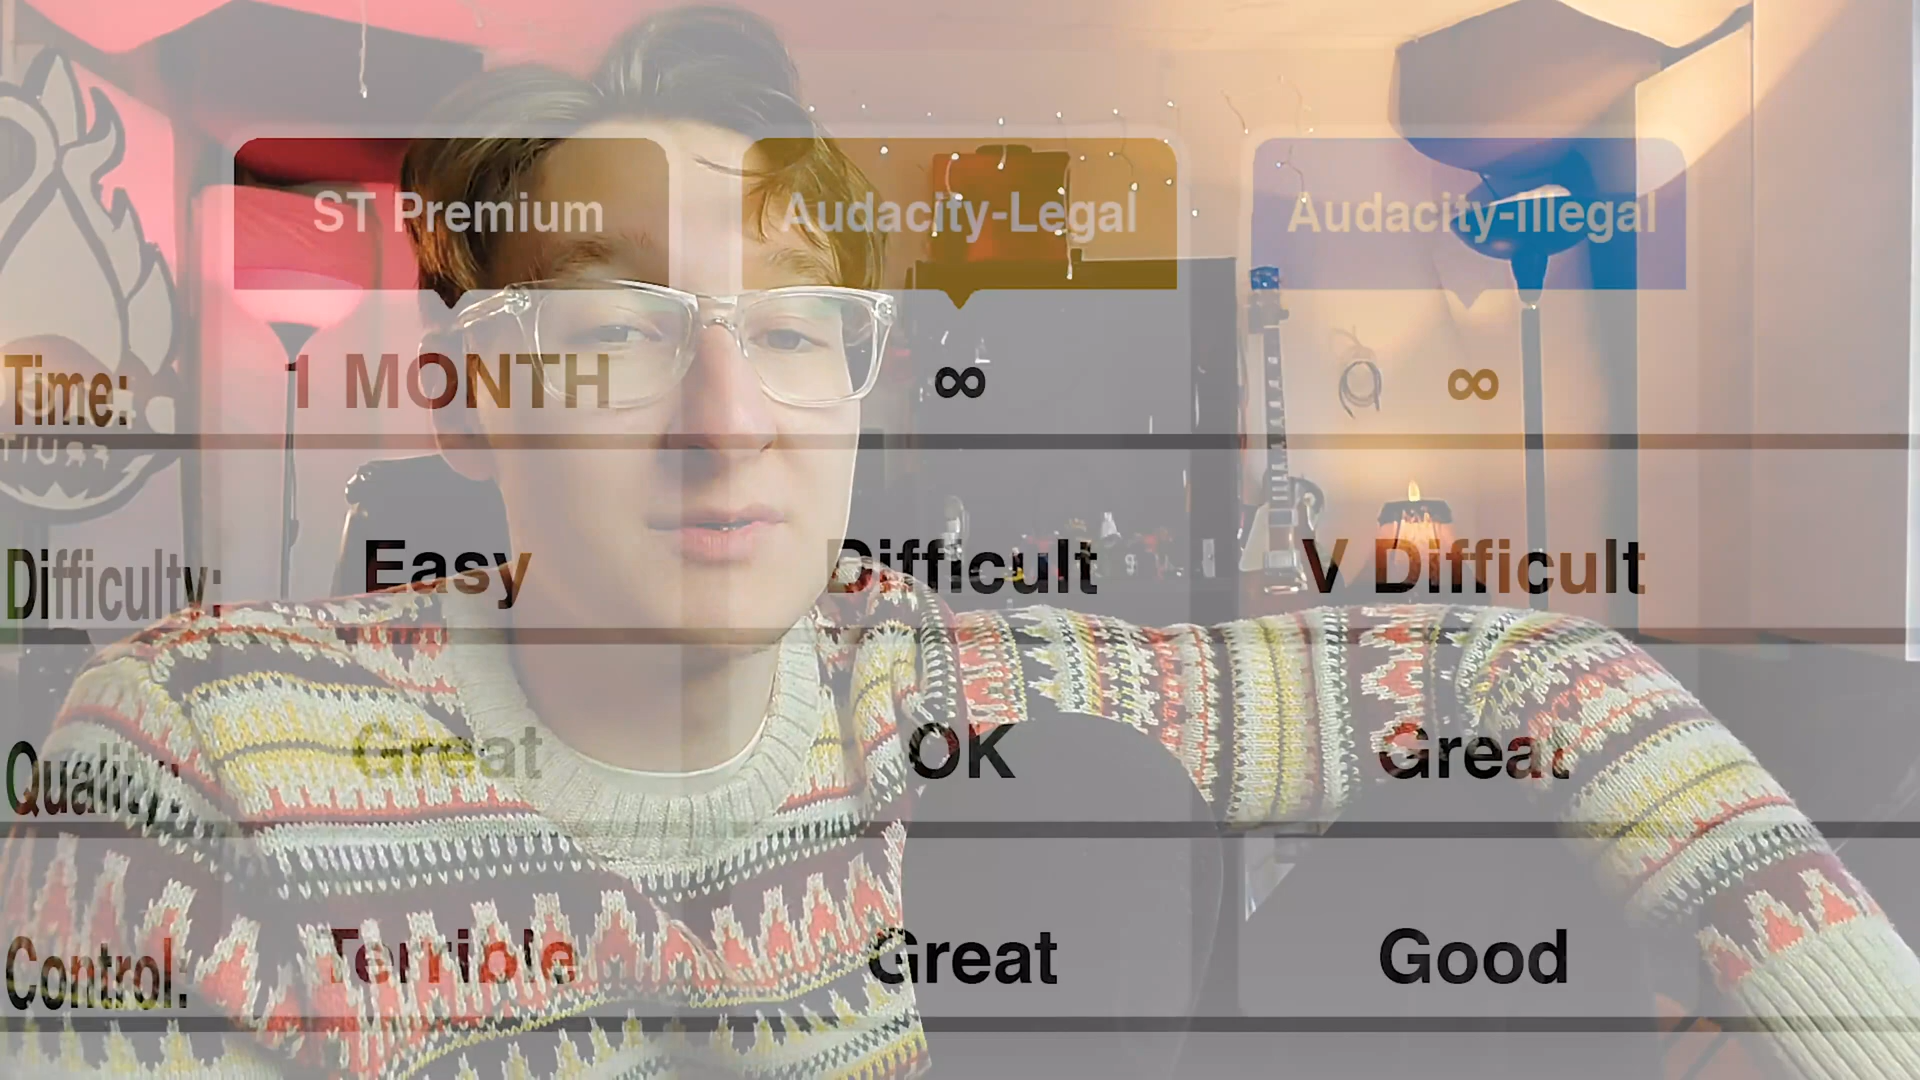 ST Premium Audacity-Legal Audacity-illegal
Time: 1 MONTH ∞ ∞
Difficulty: Easy Difficult V Difficult
Quality: Great OK Great
Control: Terrible Great Good